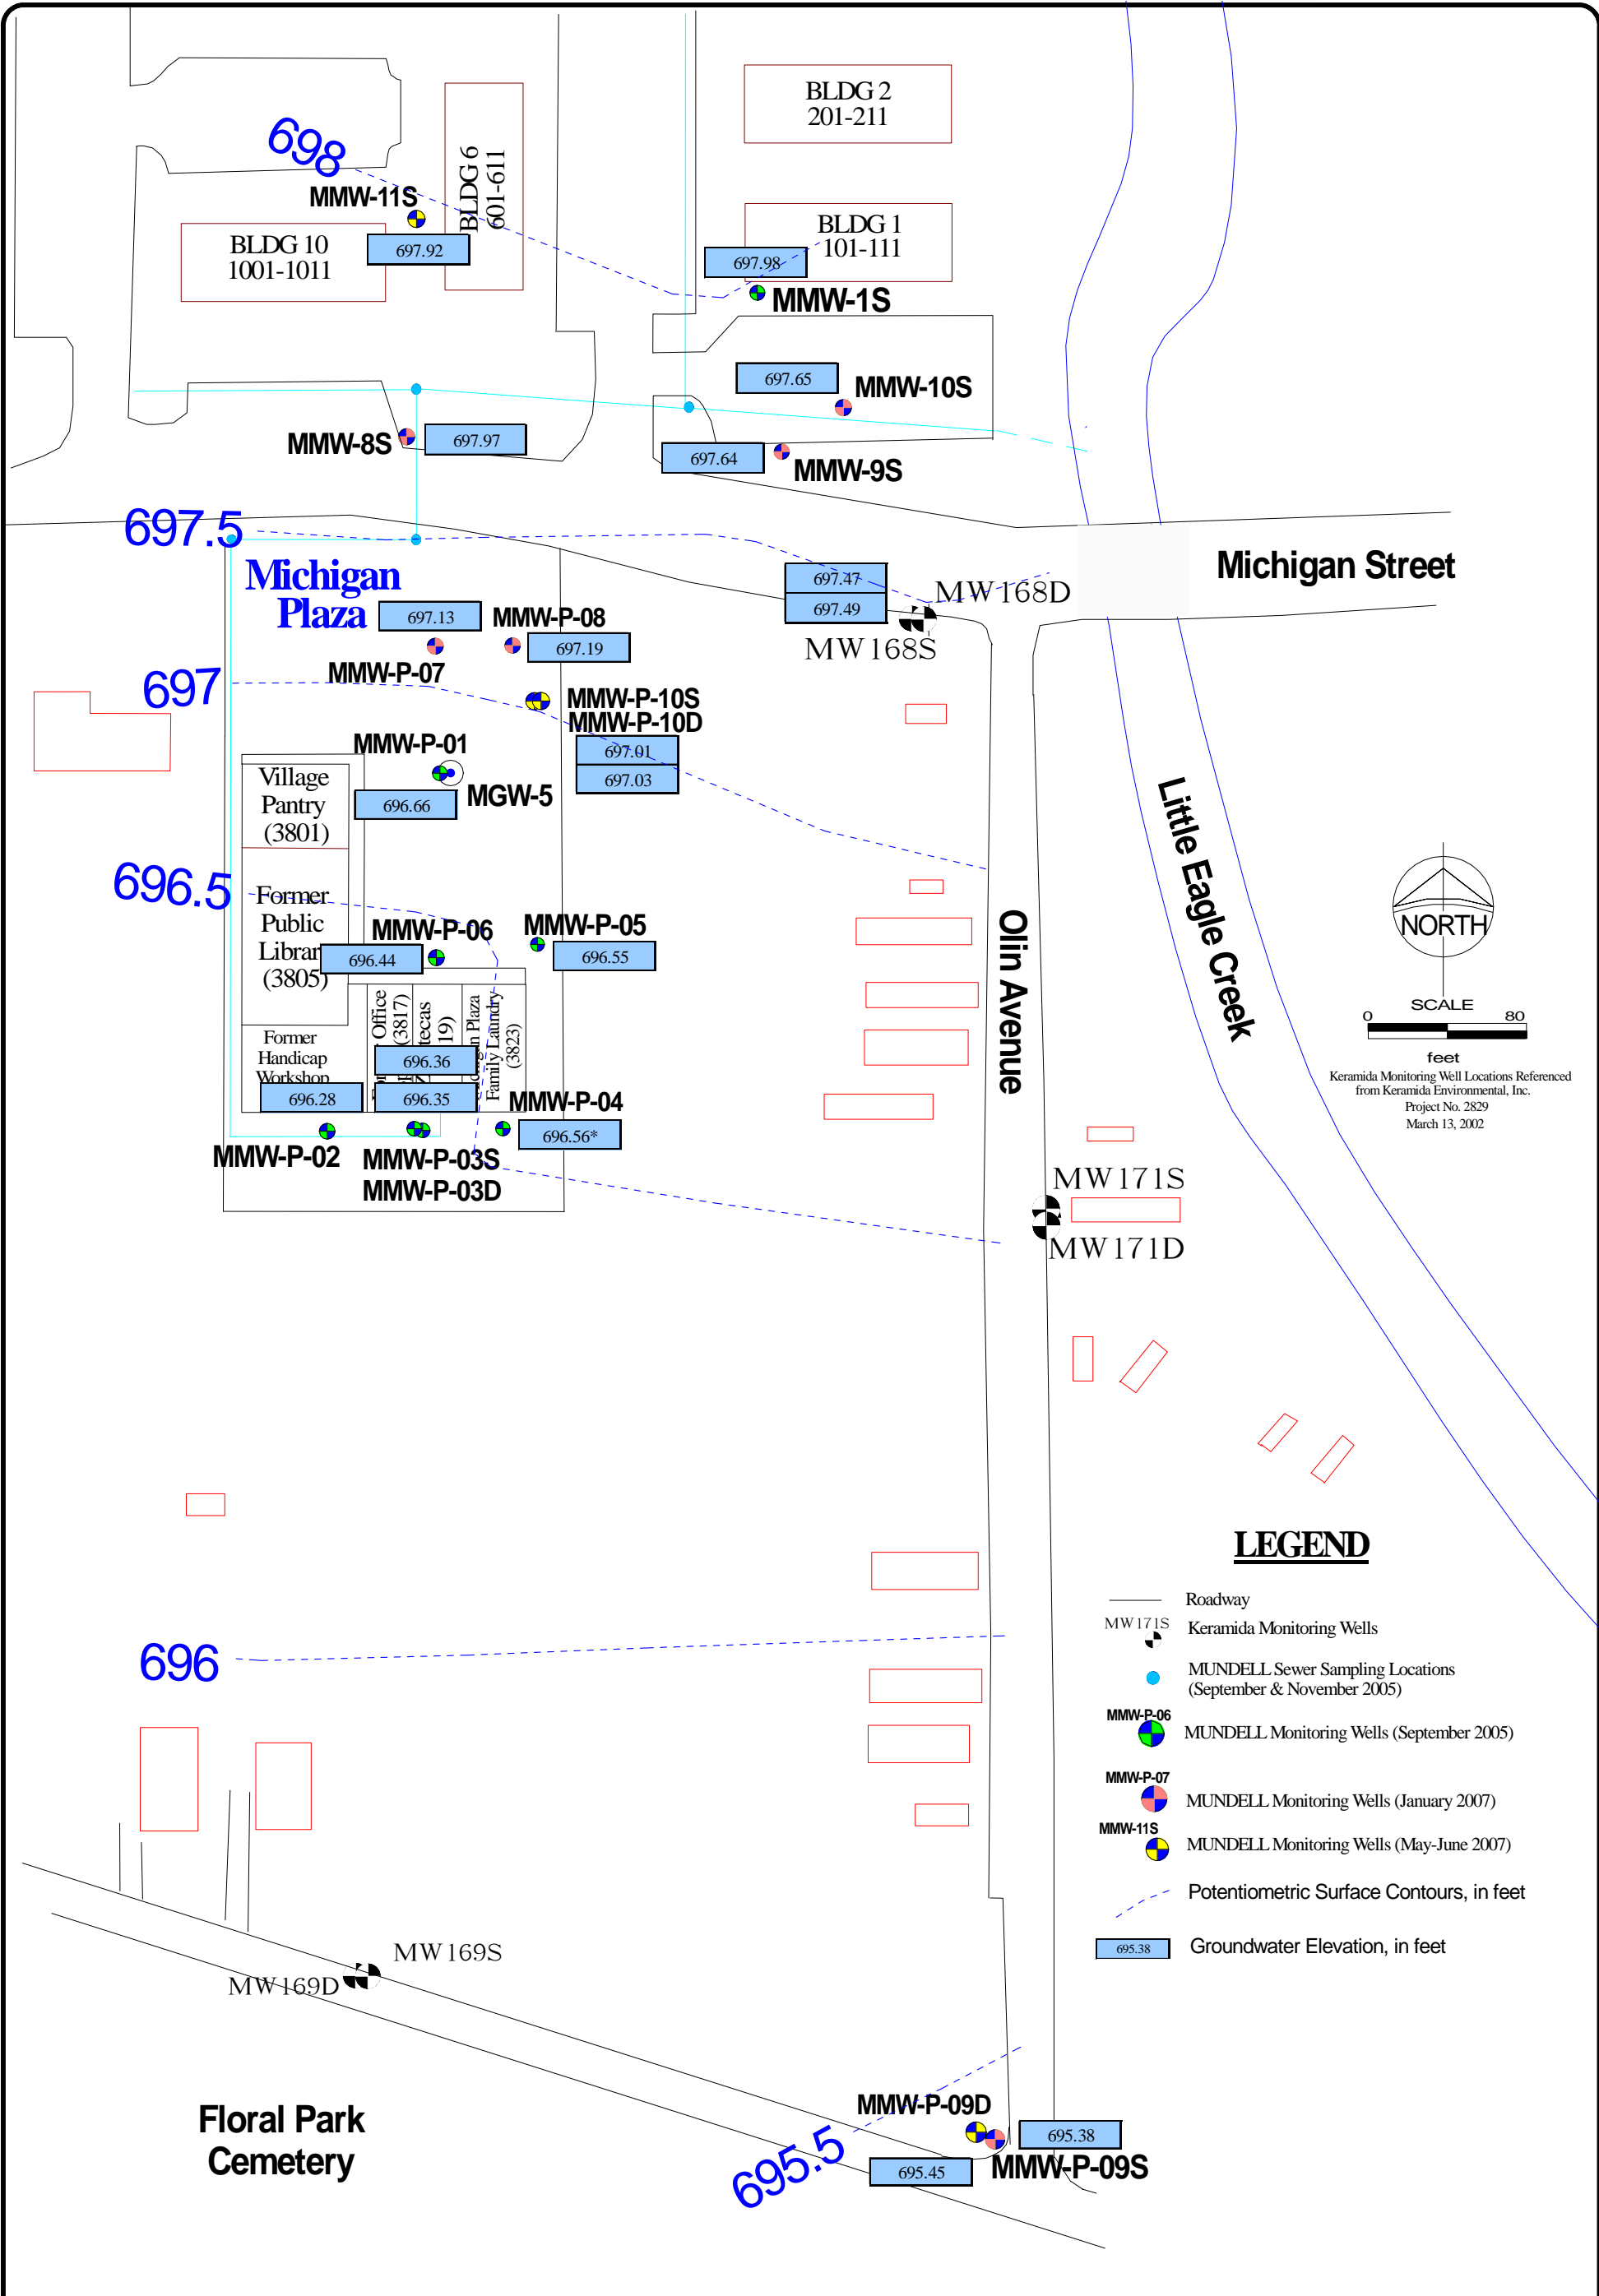 BLDG 2
201-211
698
BLDG 6
601-611
MMW-11S
697.92
BLDG 10
1001-1011
BLDG 1
101-111
697.98
MMW-1S
697.65
MMW-10S
MMW-8S
697.97
697.64
MMW-9S
697.5
Michigan Street
Michigan
Plaza
697.47
697.49
MW168D
MW168S
697.13
MMW-P-08
697.19
MMW-P-07
697
MMW-P-10S
MMW-P-10D
697.01
697.03
MMW-P-01
MGW-5
696.66
Village
Pantry
(3801)
Little Eagle Creek
696.5
Former
Public
Librar
(3805)
MMW-P-06
696.44
MMW-P-05
696.55
Olin Avenue
NORTH
SCALE
0 80
feet
Keramida Monitoring Well Locations Referenced
from Keramida Environmental, Inc.
Project No. 2829
March 13, 2002
Former
Handicap
Workshop
Office
(3817)
tecas
19)
Plaza
Family Laundry
(3823)
696.36
696.28
696.35
MMW-P-04
696.56*
MMW-P-02
MMW-P-03S
MMW-P-03D
MW171S
MW171D
696
LEGEND
Roadway
MW171S
Keramida Monitoring Wells
MUNDELL Sewer Sampling Locations
(September & November 2005)
MMW-P-06
MUNDELL Monitoring Wells (September 2005)
MMW-P-07
MUNDELL Monitoring Wells (January 2007)
MMW-11S
MUNDELL Monitoring Wells (May-June 2007)
Potentiometric Surface Contours, in feet
695.38
Groundwater Elevation, in feet
MW169S
MW169D
Floral Park
Cemetery
MMW-P-09D
695.38
695.5
695.45
MMW-P-09S